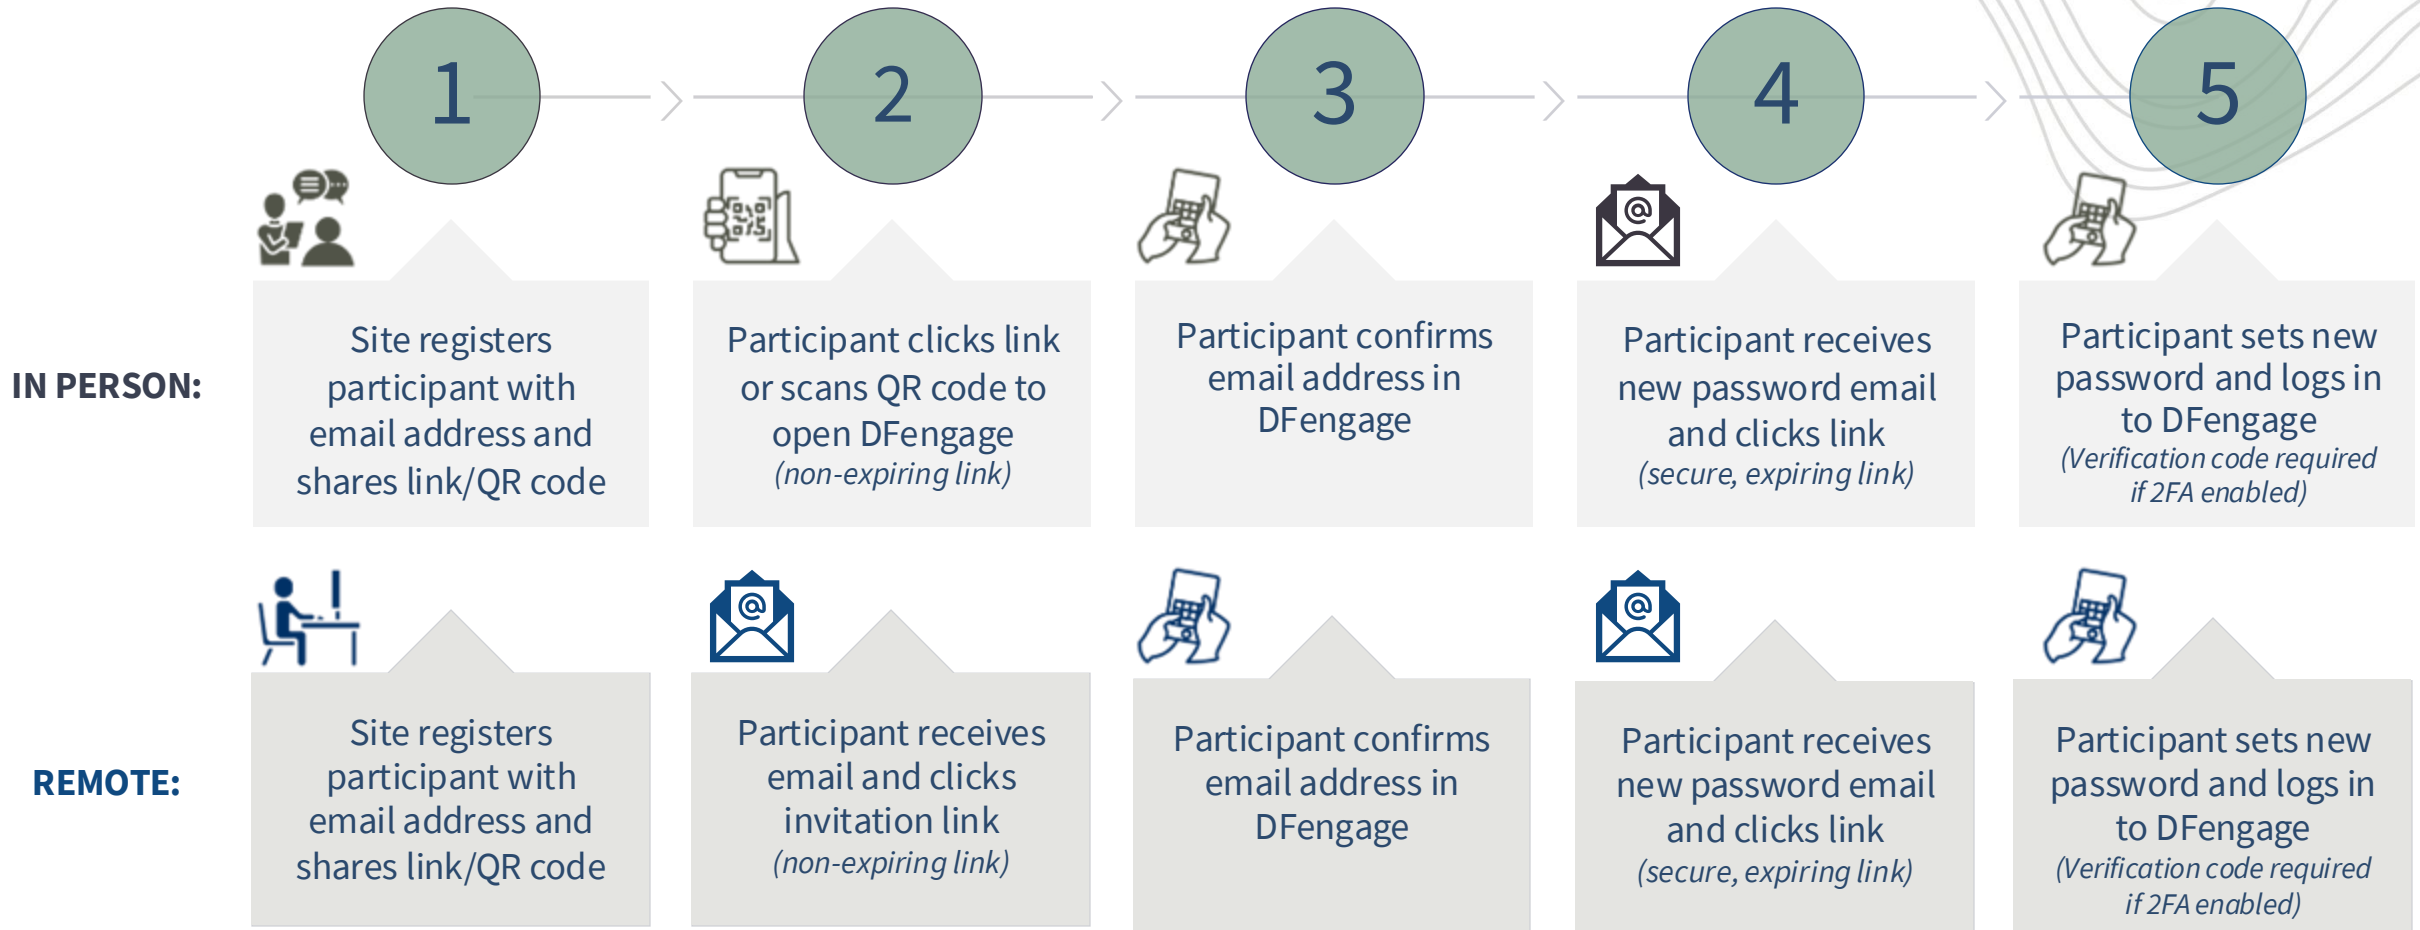 1
2
3
4
5
IN PERSON:
Site registers
participant with
email address and
shares link/QR code
Participant clicks link
or scans QR code to
open DFengage
(non-expiring link)
Participant confirms
email address in
DFengage
Participant receives
new password email
and clicks link
(secure, expiring link)
Participant sets new
password and logs in
to DFengage
(Verification code required
if 2FA enabled)
REMOTE:
Site registers
participant with
email address and
shares link/QR code
Participant receives
email and clicks
invitation link
(non-expiring link)
Participant confirms
email address in
DFengage
Participant receives
new password email
and clicks link
(secure, expiring link)
Participant sets new
password and logs in
to DFengage
(Verification code required
if 2FA enabled)